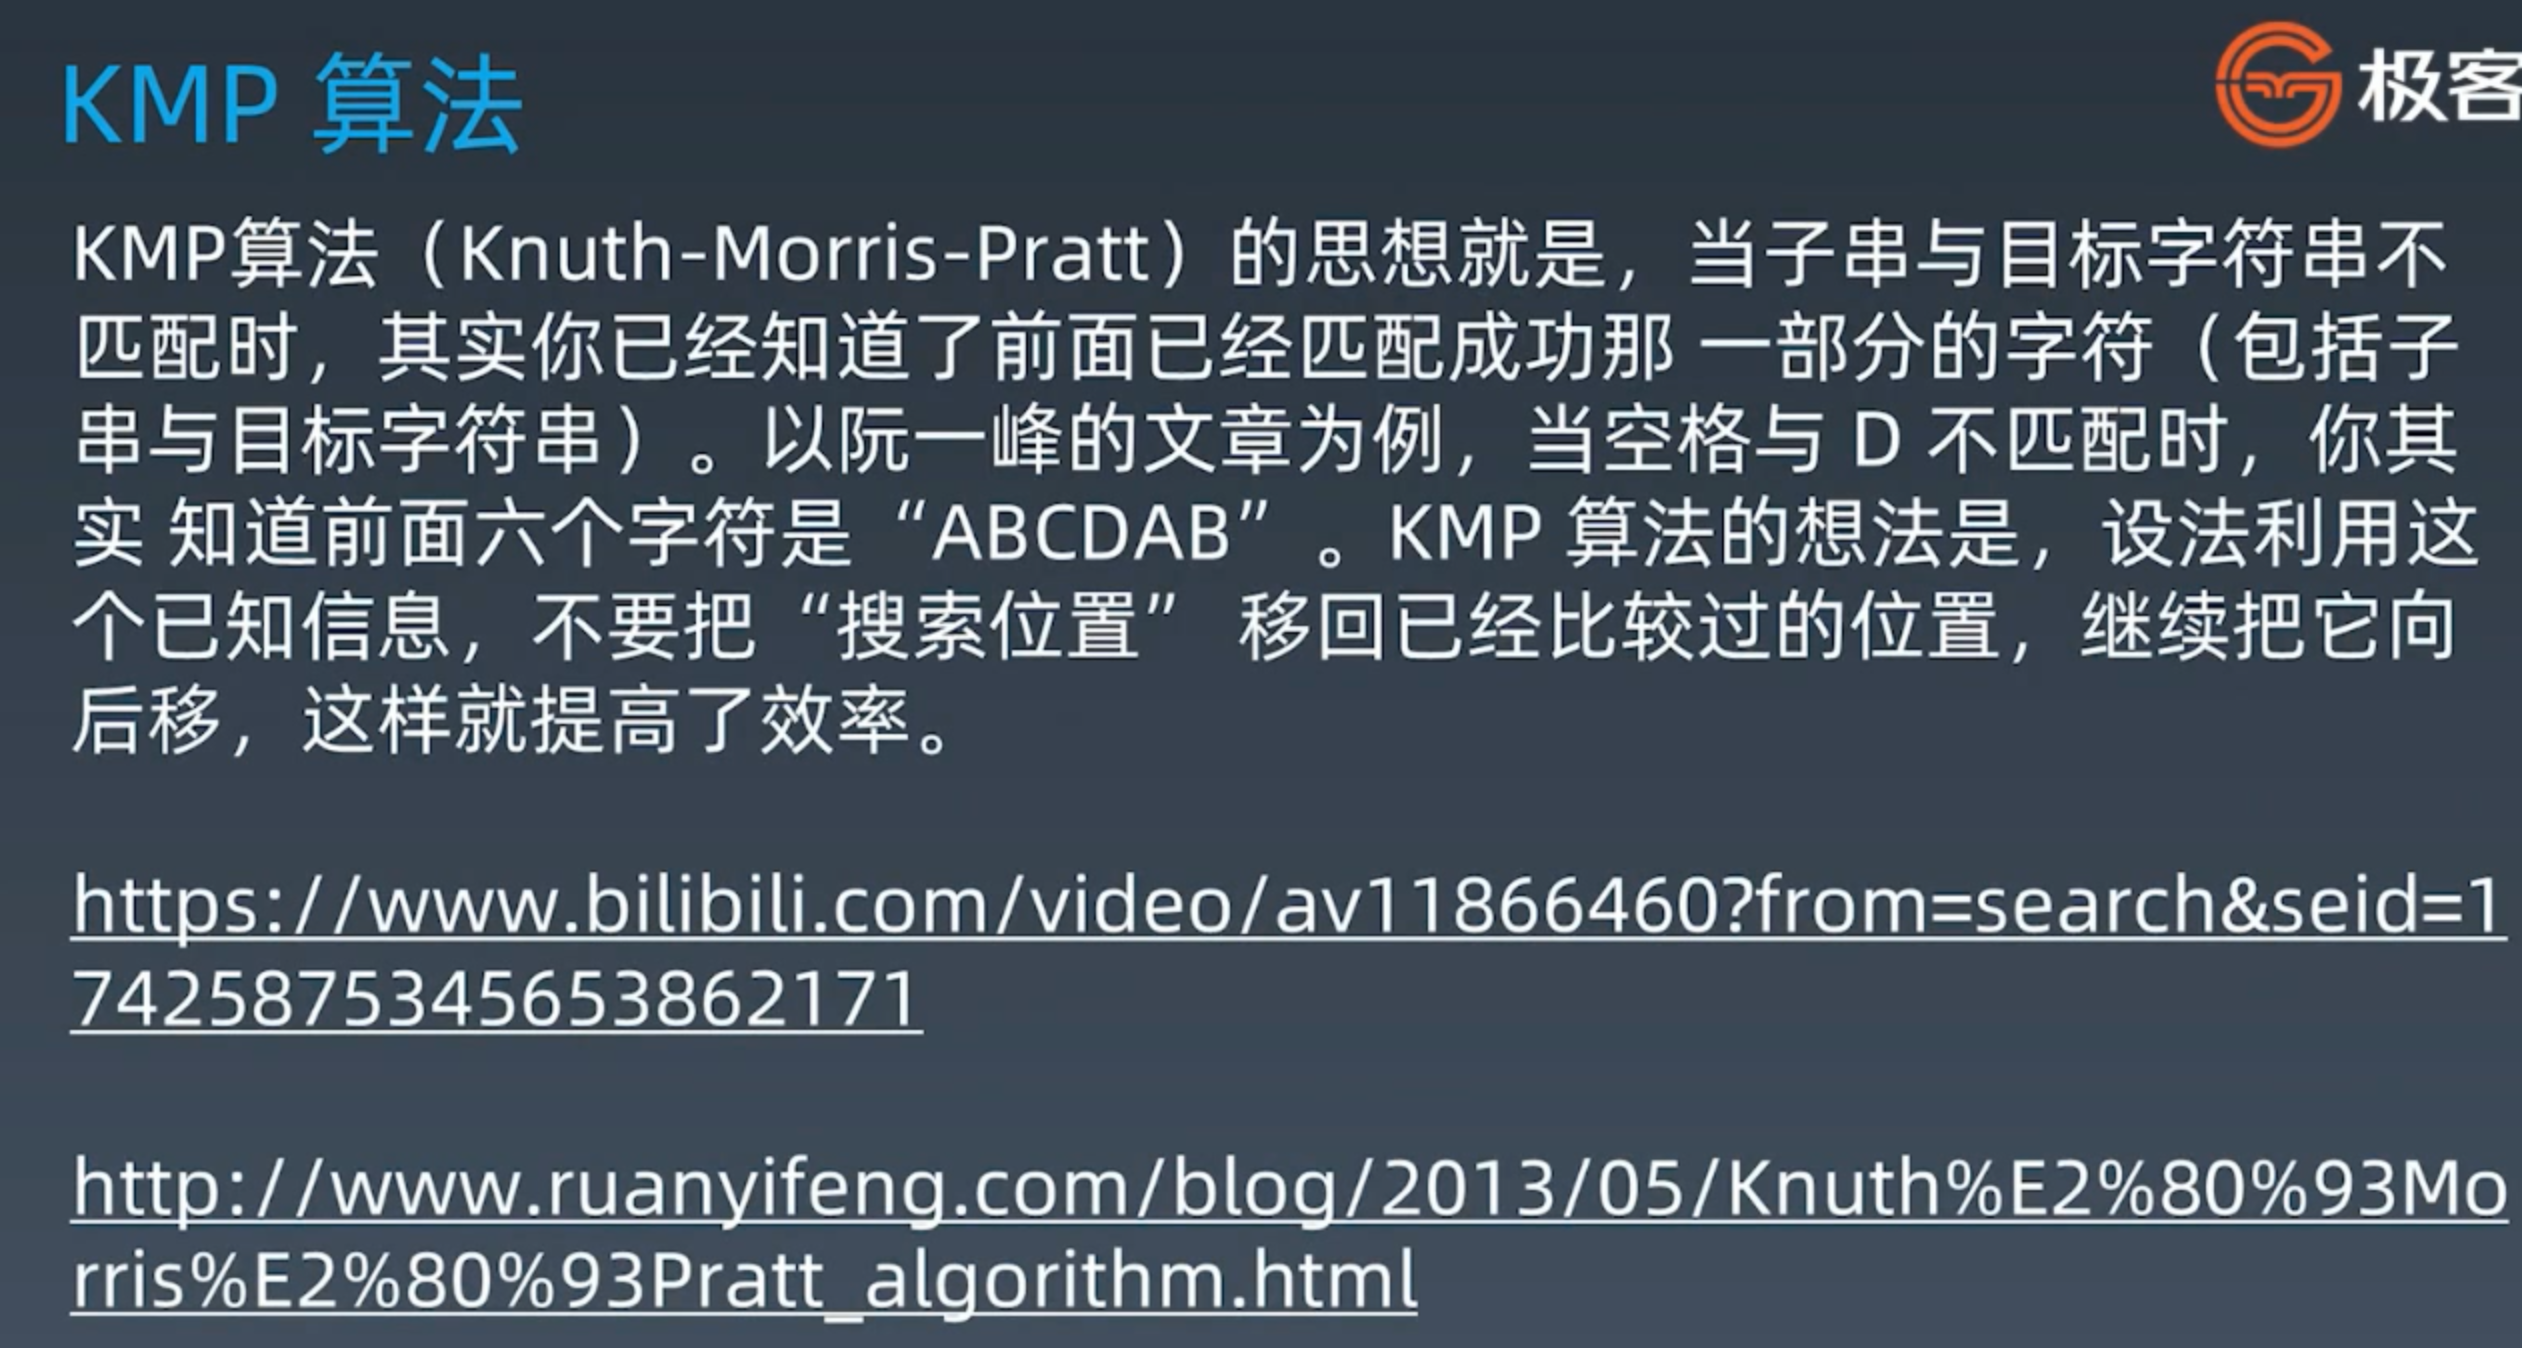 KMP 算法
极客
KMP算法（Knuth-Morris-Pratt）的思想就是，当子串与目标字符串不
匹配时，其实你已经知道了前面已经匹配成功那 一部分的字符（包括子
串与目标字符串）。以阮一峰的文章为例，当空格与 D 不匹配时，你其
实 知道前面六个字符是“ABCDAB”。KMP 算法的想法是，设法利用这
个已知信息，不要把“搜索位置” 移回已经比较过的位置，继续把它向
后移，这样就提高了效率。
https://www.bilibili.com/video/av11866460?from=search&seid=1
7425875345653862171
http://www.ruanyifeng.com/blog/2013/05/Knuth%E2%80%93Mo
rris%E2%80%93Pratt_algorithm.html